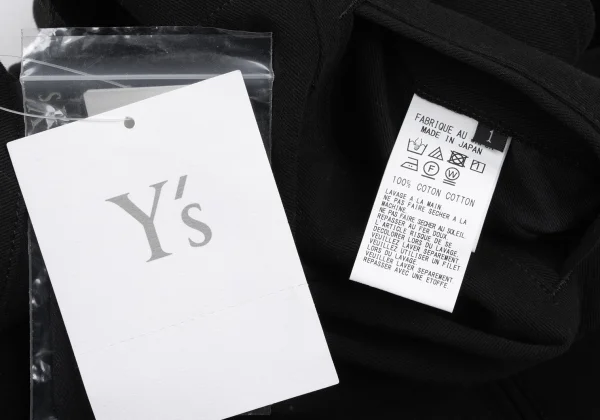 Y's
1
FABRIQUE AU
MADE IN JAPAN
F
W
100% COTON COTTON
LAVAGE A LA MAIN
NE PAS FAIRE SECHER A LA
MACHINE
NE PAS FAIRE SECHER AU SOLEIL
REPASSER AU FER DOUX
L'ARTICLE RISQUE DE SE
DECOLORER LORS DU LAVAGE.
VEUILLEZ LAVER SEPAREMENT
VEUILLEZ UTILISER UN FILET
LORS DU LAVAGE
VEUILLER LAVER SEPAREMENT
REPASSER AVEC UNE ETOFFE